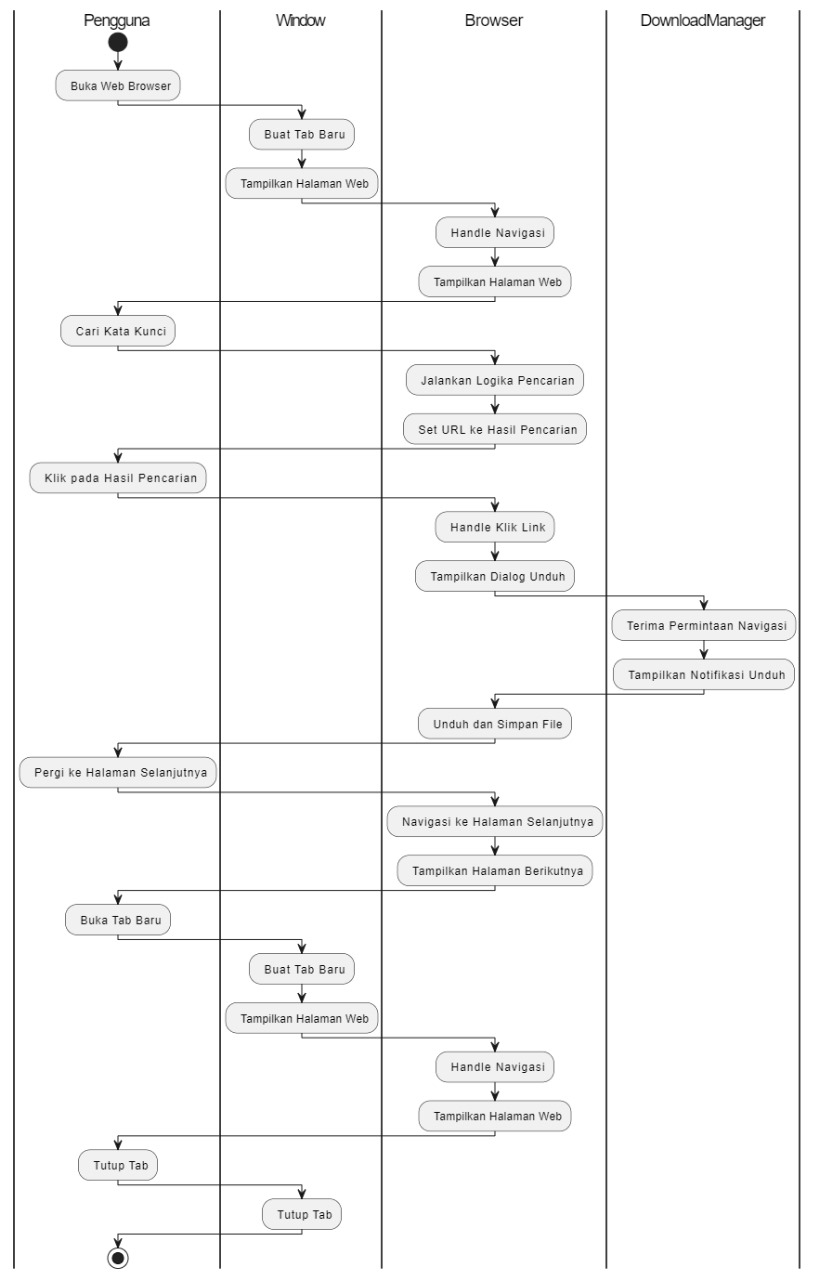 Pengguna
Window
Browser
DownloadManager
Buka Web Browser
Buat Tab Baru
Tampilkan Halaman Web
Handle Navigasi
Tampilkan Halaman Web
Cari Kata Kunci
Jalankan Logika Pencarian
Set URL ke Hasil Pencarian
Klik pada Hasil Pencarian
Handle Klik Link
Tampilkan Dialog Unduh
Terima Permintaan Navigasi
Tampilkan Notifikasi Unduh
Unduh dan Simpan File
Pergi ke Halaman Selanjutnya
Navigasi ke Halaman Selanjutnya
Tampilkan Halaman Berikutnya
Buka Tab Baru
Buat Tab Baru
Tampilkan Halaman Web
Handle Navigasi
Tampilkan Halaman Web
Tutup Tab
Tutup Tab